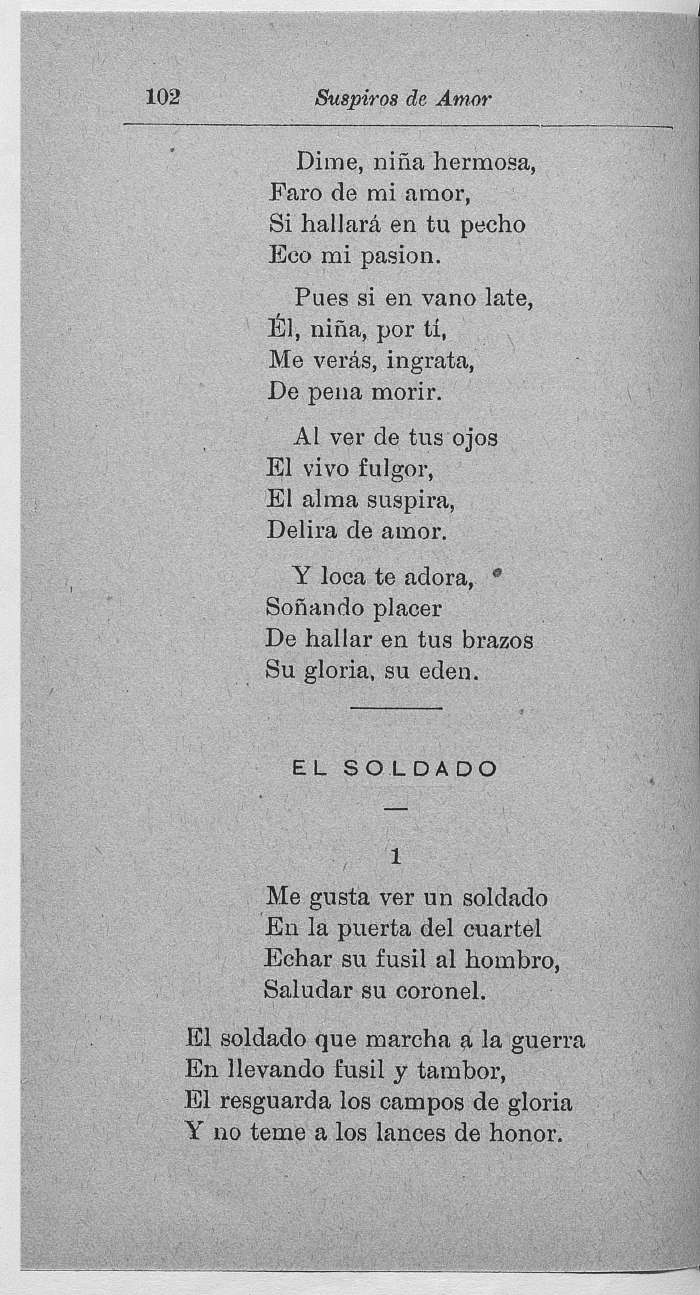 102 Suspiros de Amor
Dime, niña hermosa,
Faro de mi amor,
Si hallará en tu pecho
Eco mi pasion.
Pues si en vano late,
Él, niña, por tí,
Me verás, ingrata,
De pena morir.
Al ver de tus ojos
El vivo fulgor,
El alma suspira,
Delira de amor.
Y loca te adora,
Soñando placer
De hallar en tus brazos
Su gloria, su eden.
EL SOLDADO
1
Me gusta ver un soldado
En la puerta del cuartel
Echar su fusil al hombro,
Saludar su coronel.
El soldado que marcha a la guerra
En llevando fusil y tambor,
El resguarda los campos de gloria
Y no teme a los lances de honor.